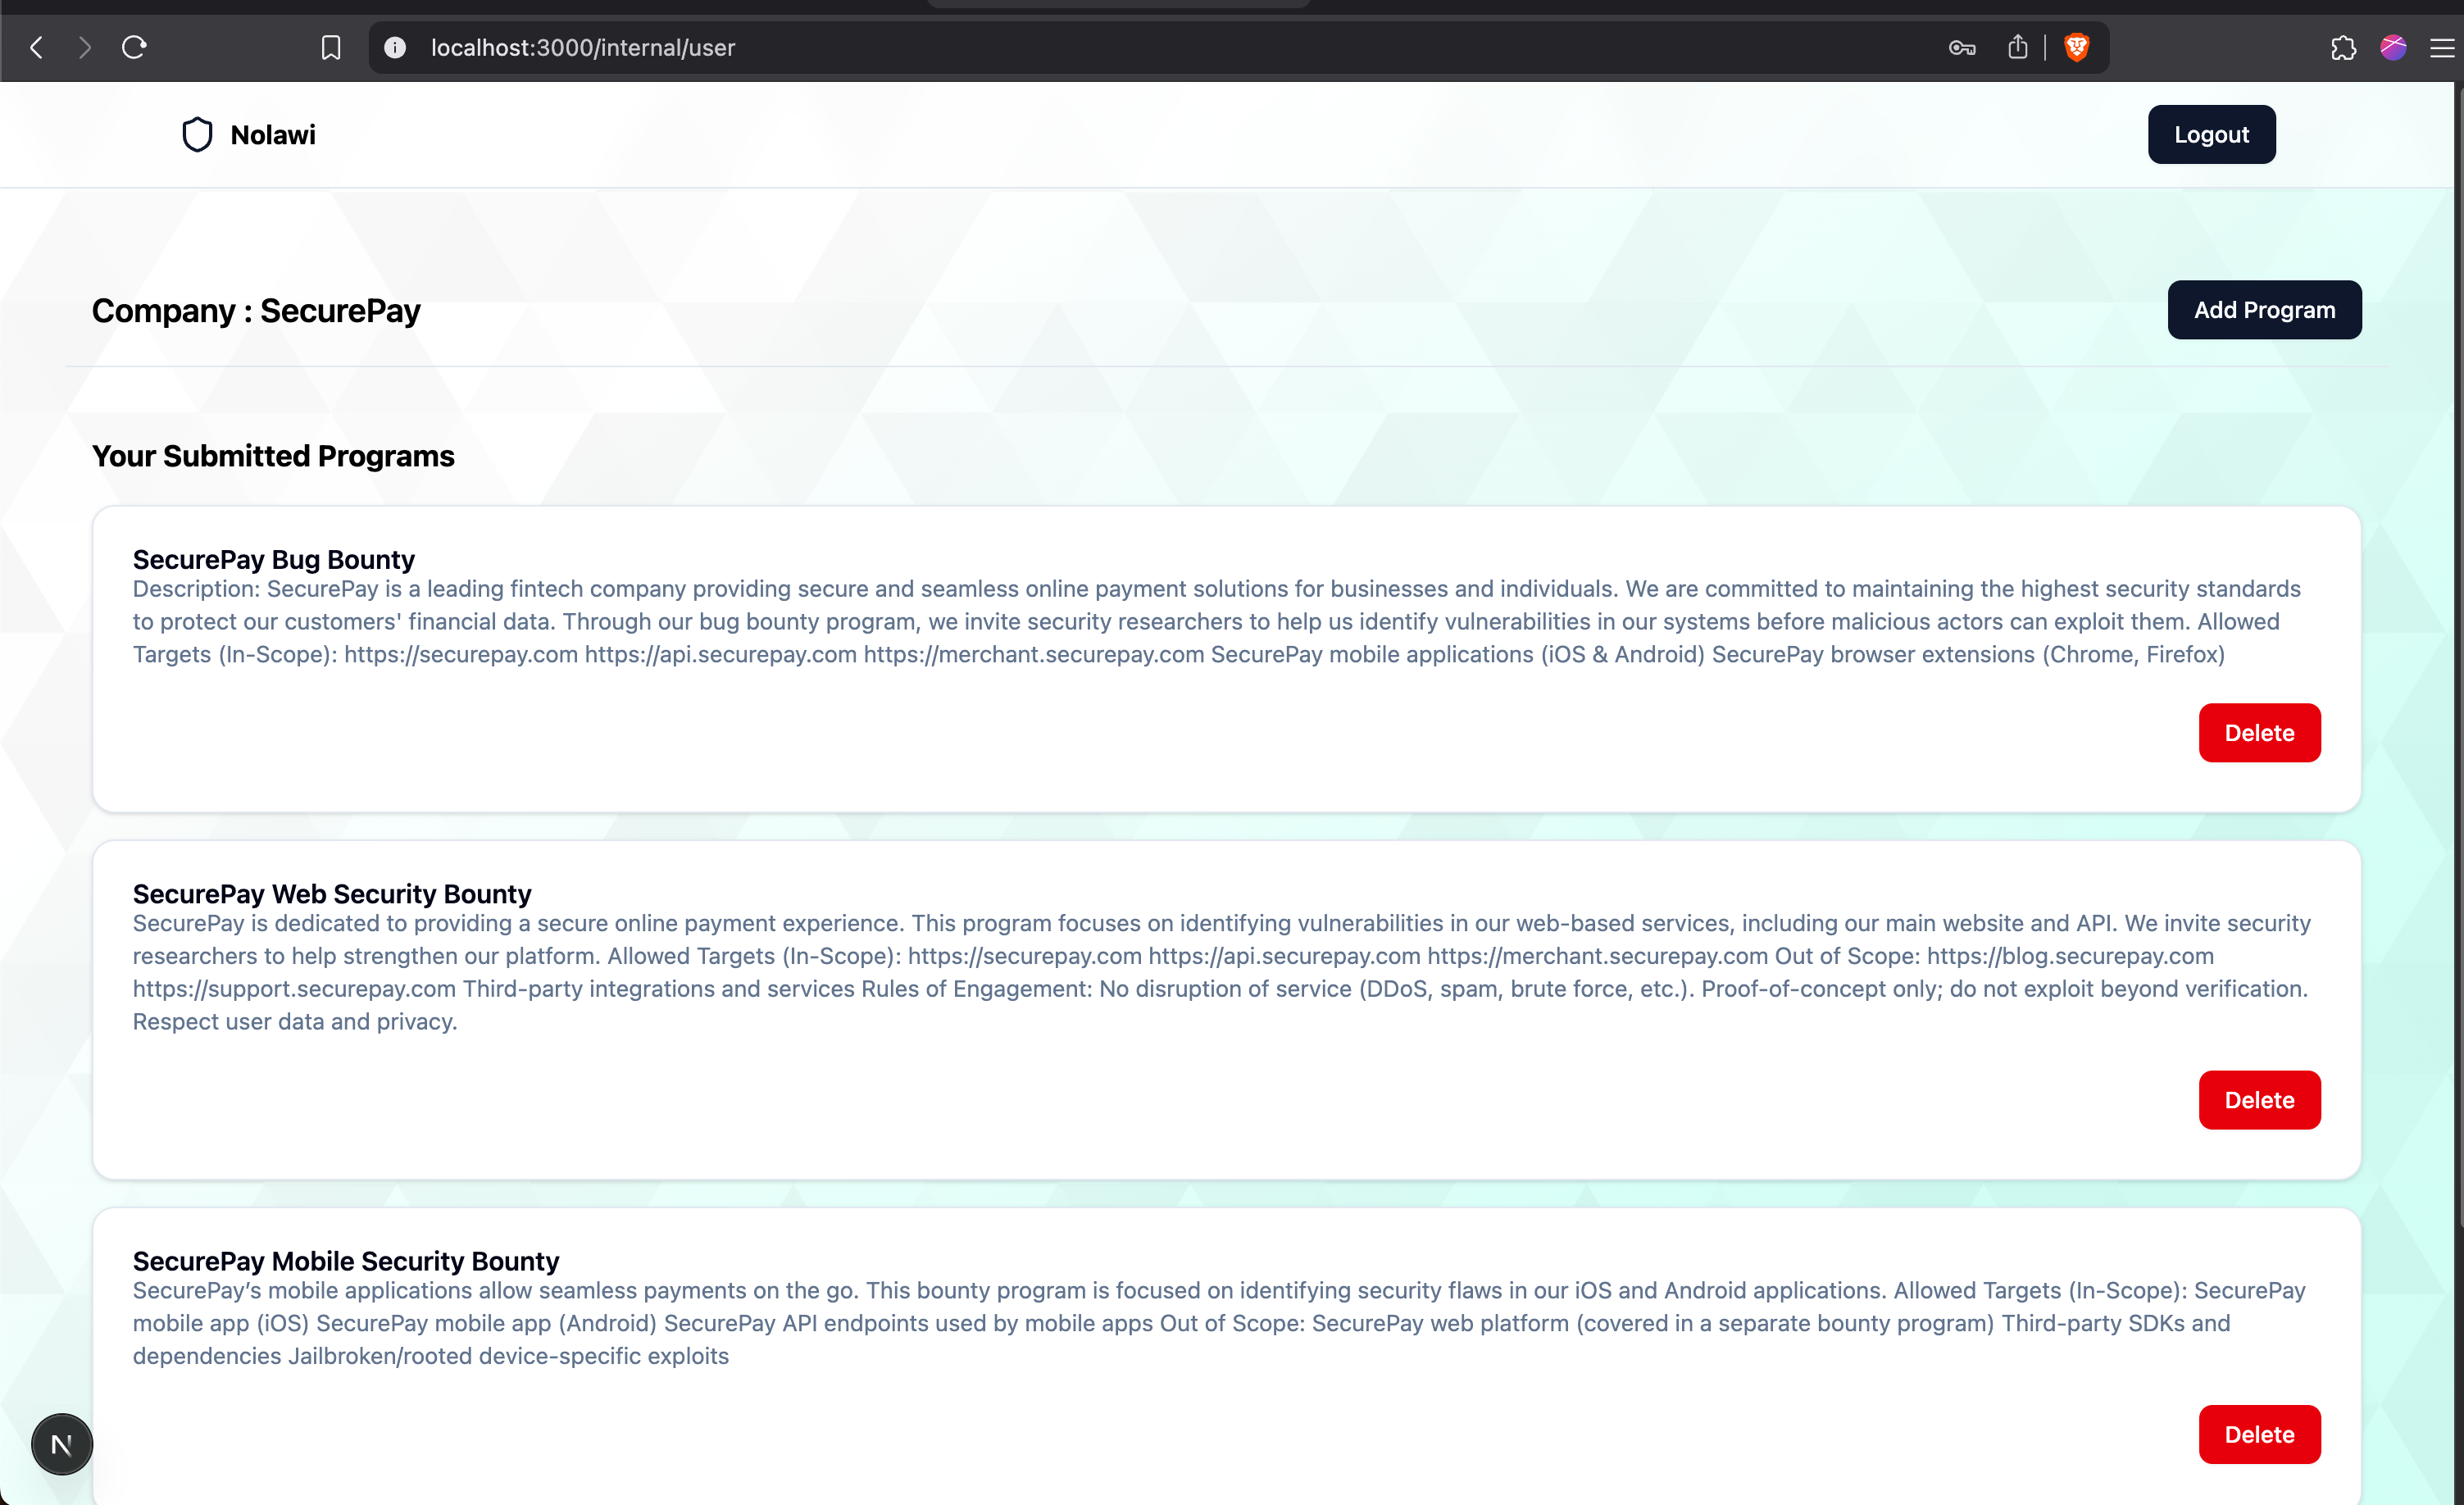 localhost:3000/internal/user
Nolawi
Logout
Company : SecurePay
Add Program
Your Submitted Programs
SecurePay Bug Bounty
Description: SecurePay is a leading fintech company providing secure and seamless online payment solutions for businesses and individuals. We are committed to maintaining the highest security standards
to protect our customers' financial data. Through our bug bounty program, we invite security researchers to help us identify vulnerabilities in our systems before malicious actors can exploit them. Allowed
Targets (In-Scope): https://securepay.com https://api.securepay.com https://merchant.securepay.com SecurePay mobile applications (iOS & Android) SecurePay browser extensions (Chrome, Firefox)
Delete
SecurePay Web Security Bounty
SecurePay is dedicated to providing a secure online payment experience. This program focuses on identifying vulnerabilities in our web-based services, including our main website and API. We invite security
researchers to help strengthen our platform. Allowed Targets (In-Scope): https://securepay.com https://api.securepay.com https://merchant.securepay.com Out of Scope: https://blog.securepay.com
https://support.securepay.com Third-party integrations and services Rules of Engagement: No disruption of service (DDoS, spam, brute force, etc.). Proof-of-concept only; do not exploit beyond verification.
Respect user data and privacy.
Delete
SecurePay Mobile Security Bounty
SecurePay’s mobile applications allow seamless payments on the go. This bounty program is focused on identifying security flaws in our iOS and Android applications. Allowed Targets (In-Scope): SecurePay
mobile app (iOS) SecurePay mobile app (Android) SecurePay API endpoints used by mobile apps Out of Scope: SecurePay web platform (covered in a separate bounty program) Third-party SDKs and
dependencies Jailbroken/rooted device-specific exploits
N
Delete